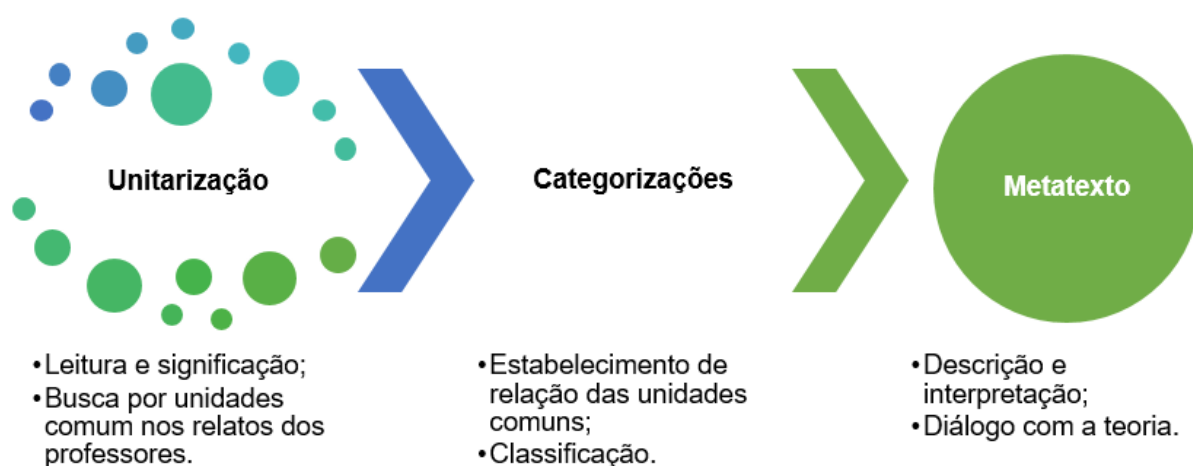 Unitarização
Categorizações
Metatexto
•Leitura e significação;
•Busca por unidades
comum nos relatos dos
professores.
•Estabelecimento de
relação das unidades
comuns;
•Classificação.
•Descrição e
interpretação;
•Diálogo com a teoria.